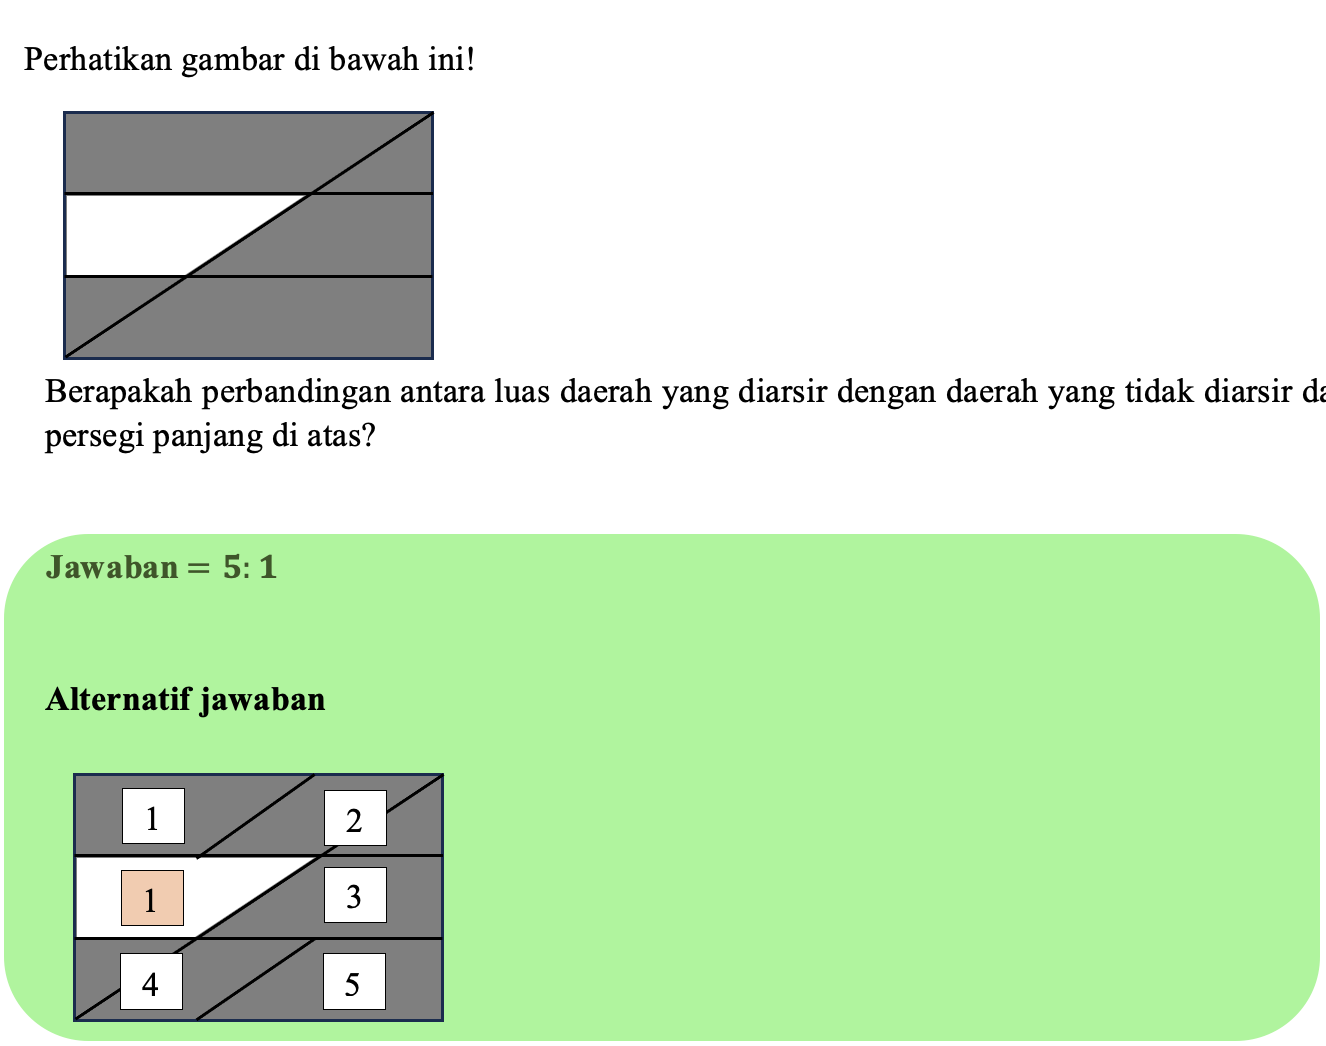 Perhatikan gambar di bawah ini!
Berapakah perbandingan antara luas daerah yang diarsir dengan daerah yang tidak diarsir
persegi panjang di atas?
Jawaban = 5: 1
Alternatif jawaban
1
2
1
3
4
5